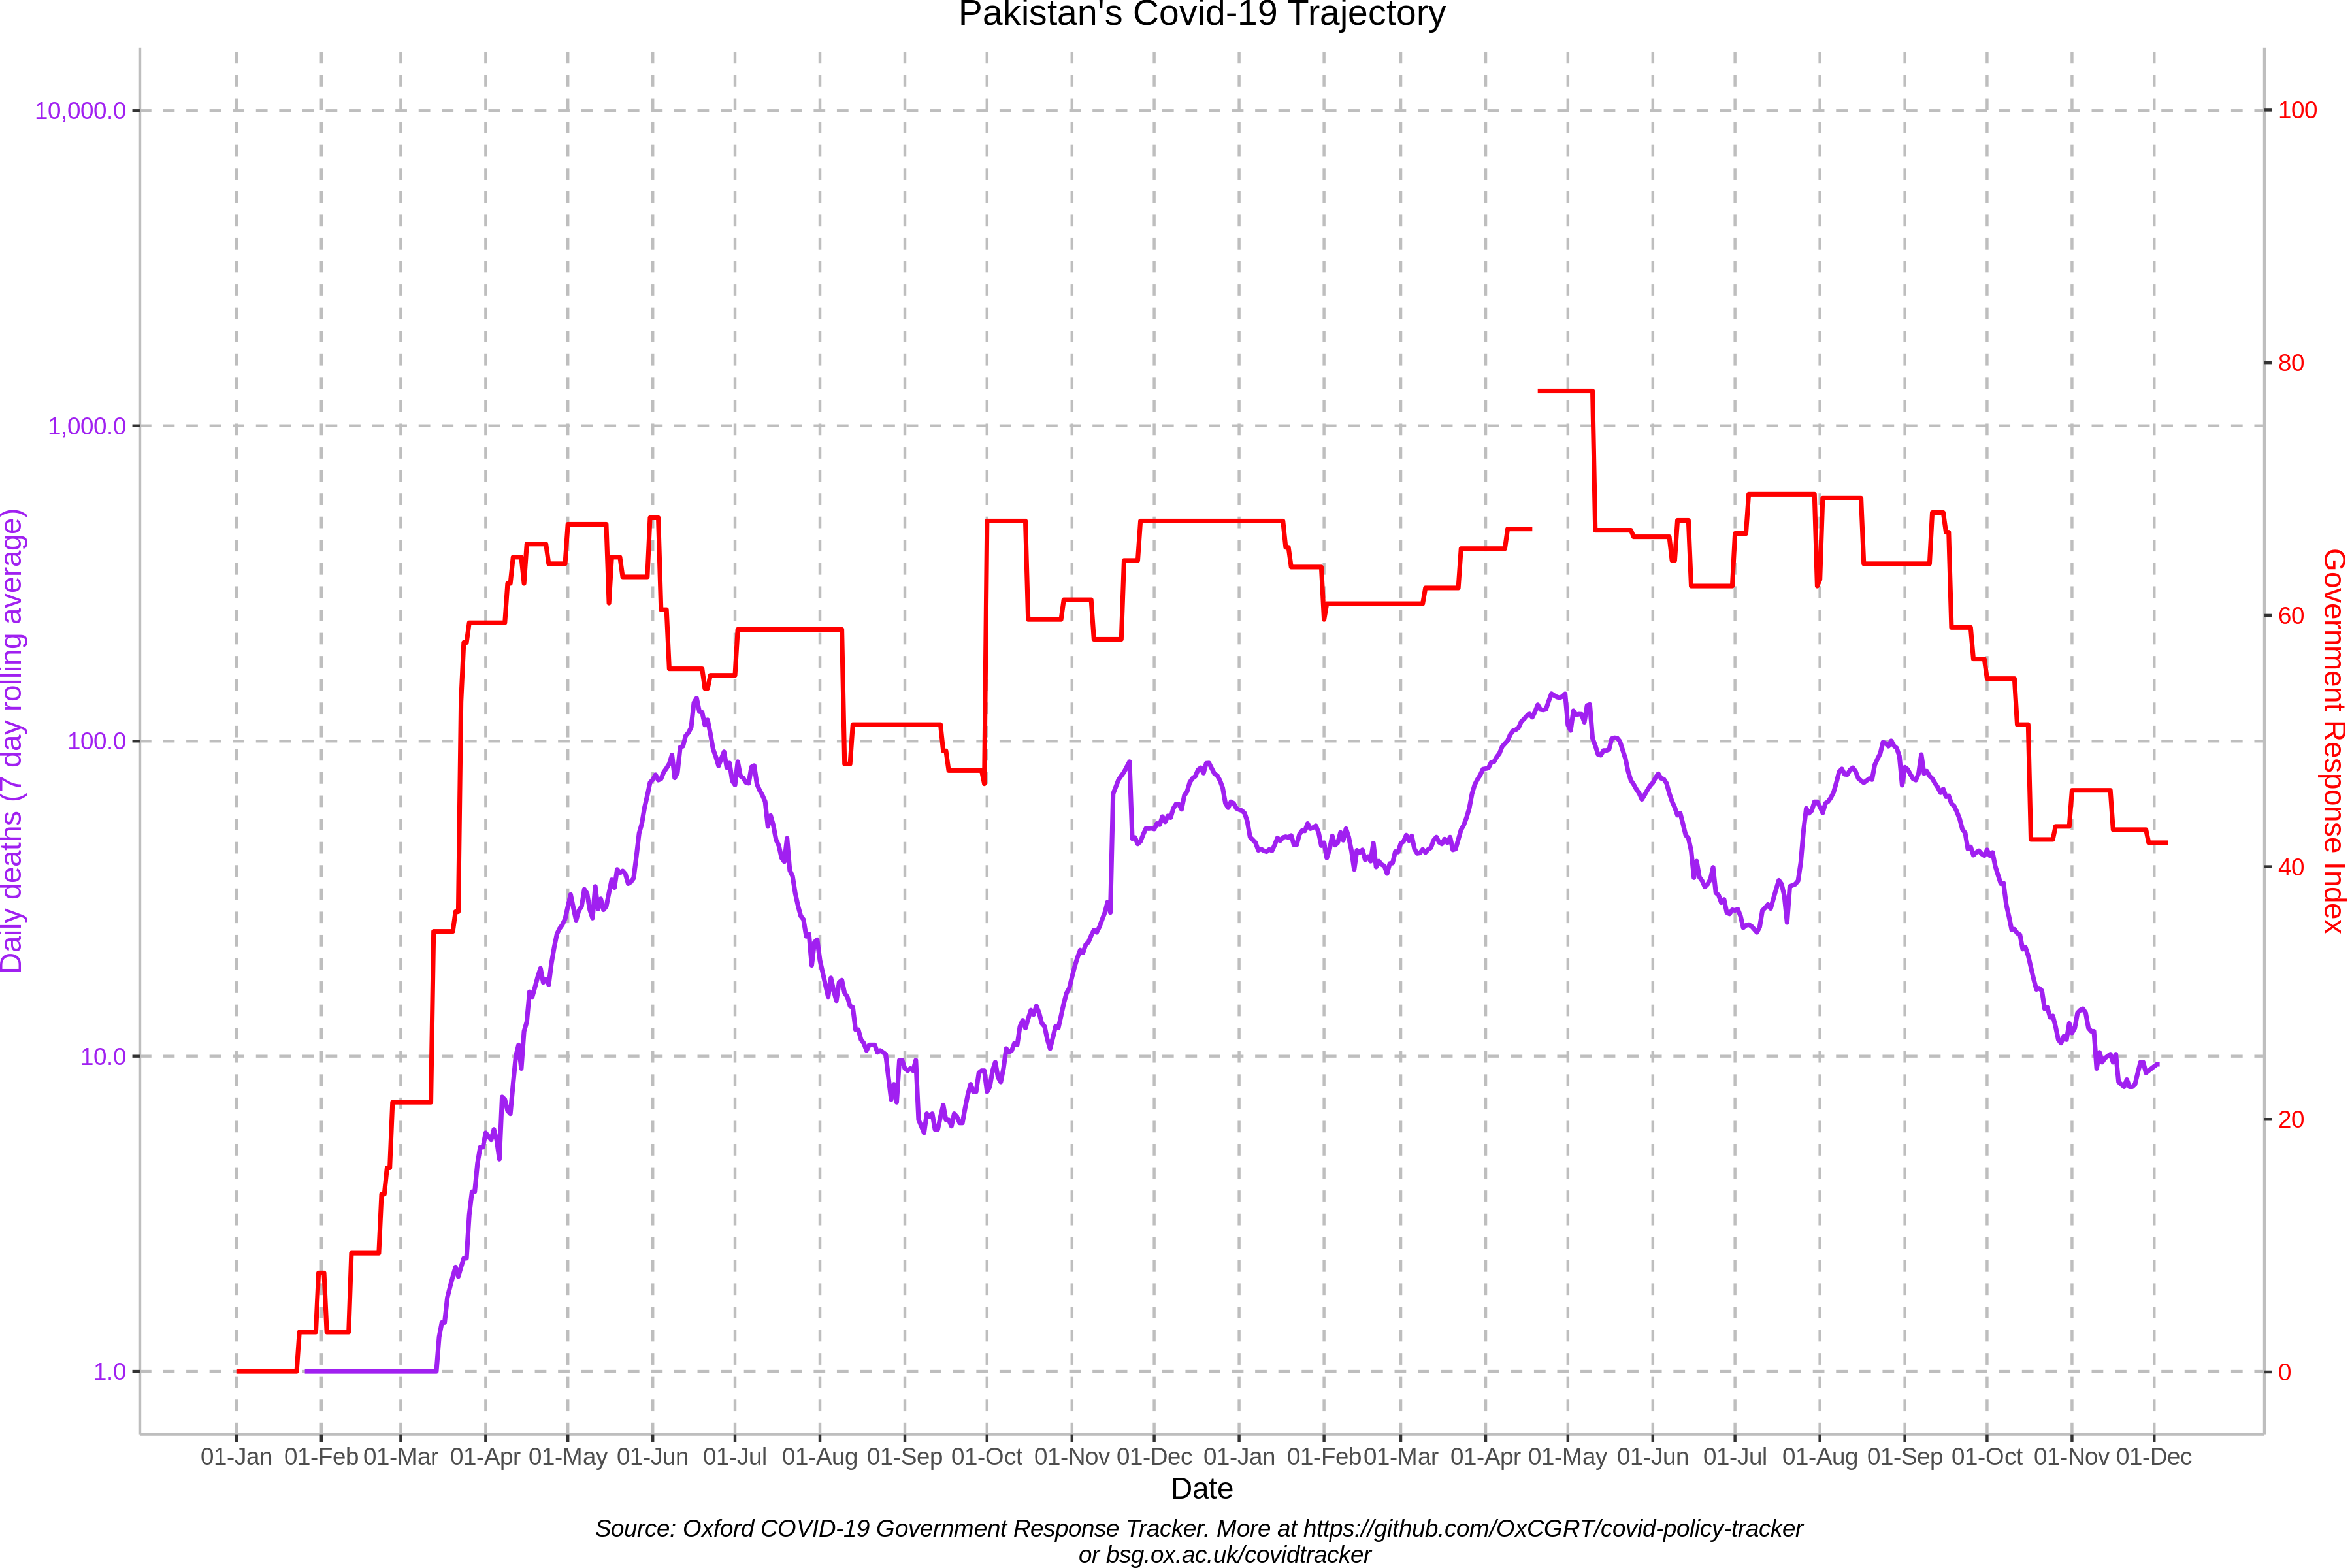 Pakistan's Covid-19 Trajectory
10,000.0
1,000.0
100.0
10.0
1.0
Daily deaths (7 day rolling average)
100
80
60
40
20
0
Government Response Index
01-Jan 01-Feb 01-Mar 01-Apr 01-May 01-Jun 01-Jul 01-Aug 01-Sep 01-Oct 01-Nov 01-Dec 01-Jan 01-Feb 01-Mar 01-Apr 01-May 01-Jun 01-Jul 01-Aug 01-Sep 01-Oct 01-Nov 01-Dec
Date
Source: Oxford COVID-19 Government Response Tracker. More at https://github.com/OxCGRT/covid-policy-tracker
or bsg.ox.ac.uk/covidtracker